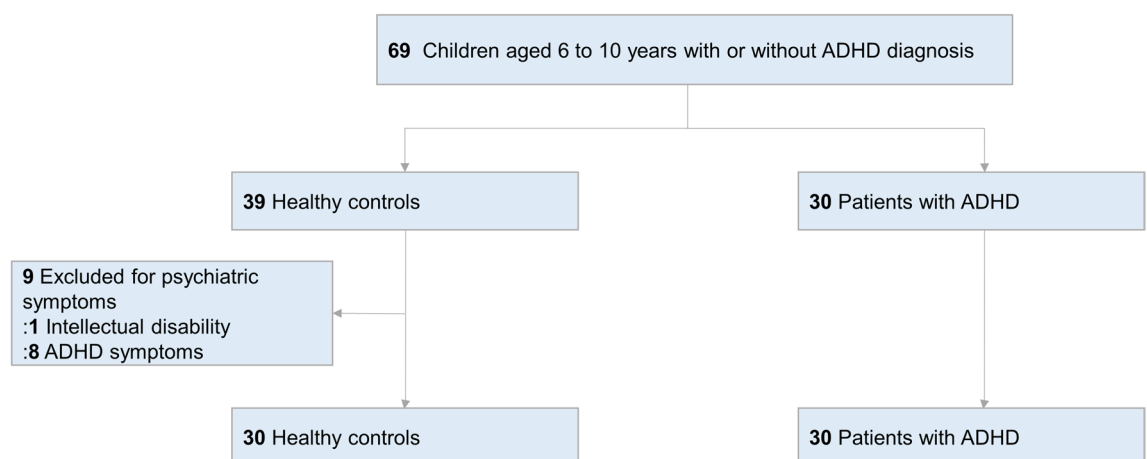 69 Children aged 6 to 10 years with or without ADHD diagnosis
39 Healthy controls
30 Patients with ADHD
9 Excluded for psychiatric
symptoms
:1 Intellectual disability
:8 ADHD symptoms
30 Healthy controls
30 Patients with ADHD